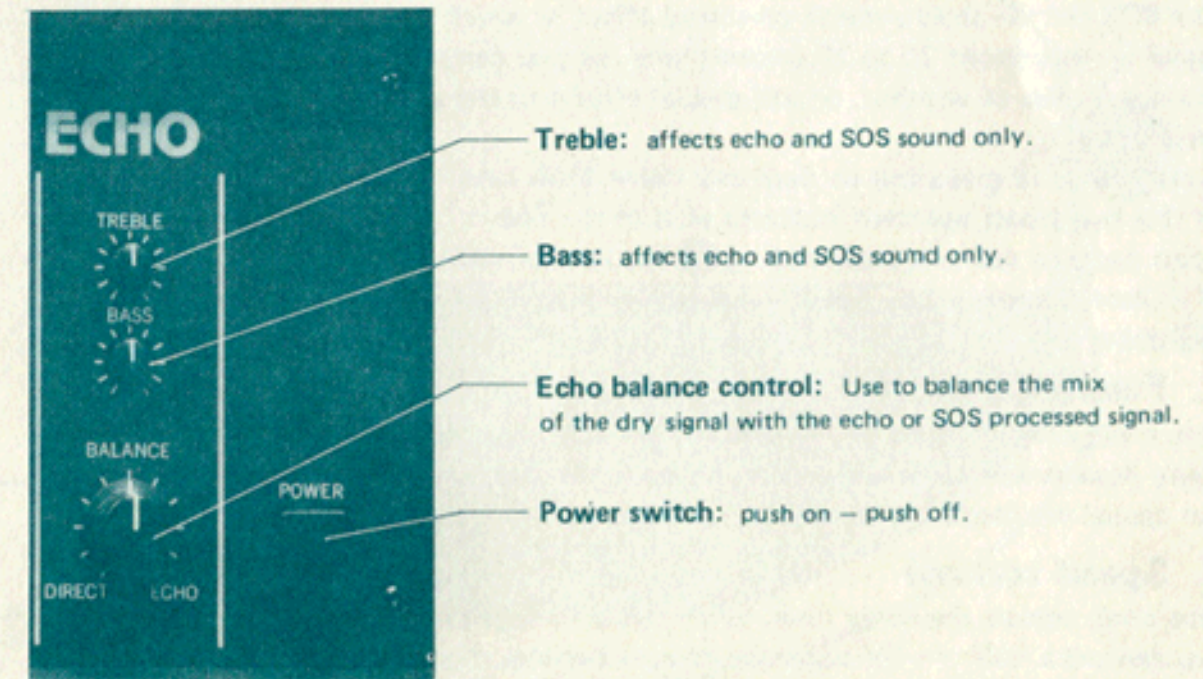 ECHO
TREBLE
BASS
BALANCE
DIRECT ECHO
POWER
Treble: affects echo and SOS sound only.
Bass: affects echo and SOS sound only.
Echo balance control: Use to balance the mix
of the dry signal with the echo or SOS processed signal.
Power switch: push on – push off.